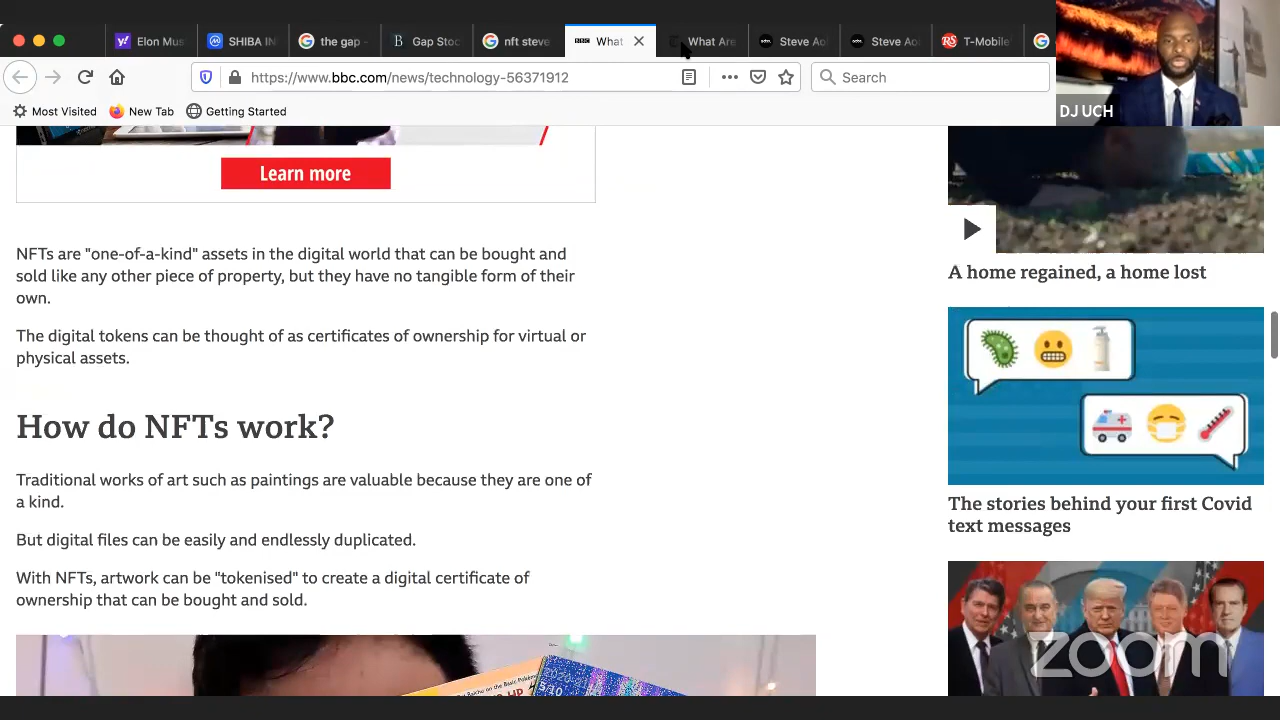 Elon Mus
SHIBA IN
the gap -
Gap Stoc
nft steve
BBC What
What Are
Steve Ao
Steve Ao
RS T-Mobile
https://www.bbc.com/news/technology-56371912
Search
Most Visited
New Tab
Getting Started
DJ UCH
Learn more
NFTs are "one-of-a-kind" assets in the digital world that can be bought and
sold like any other piece of property, but they have no tangible form of their
own.
The digital tokens can be thought of as certificates of ownership for virtual or
physical assets.
How do NFTs work?
Traditional works of art such as paintings are valuable because they are one of
a kind.
But digital files can be easily and endlessly duplicated.
With NFTs, artwork can be "tokenised" to create a digital certificate of
ownership that can be bought and sold.
A home regained, a home lost
The stories behind your first Covid
text messages
zoom